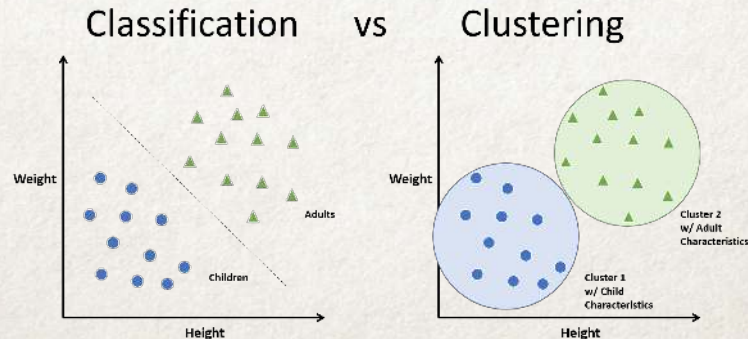 Classification vs Clustering
Weight
Adults
Children
Height
Weight
Cluster 2
w/ Adult
Characteristics
Cluster 1
w/ Child
Characteristics
Height